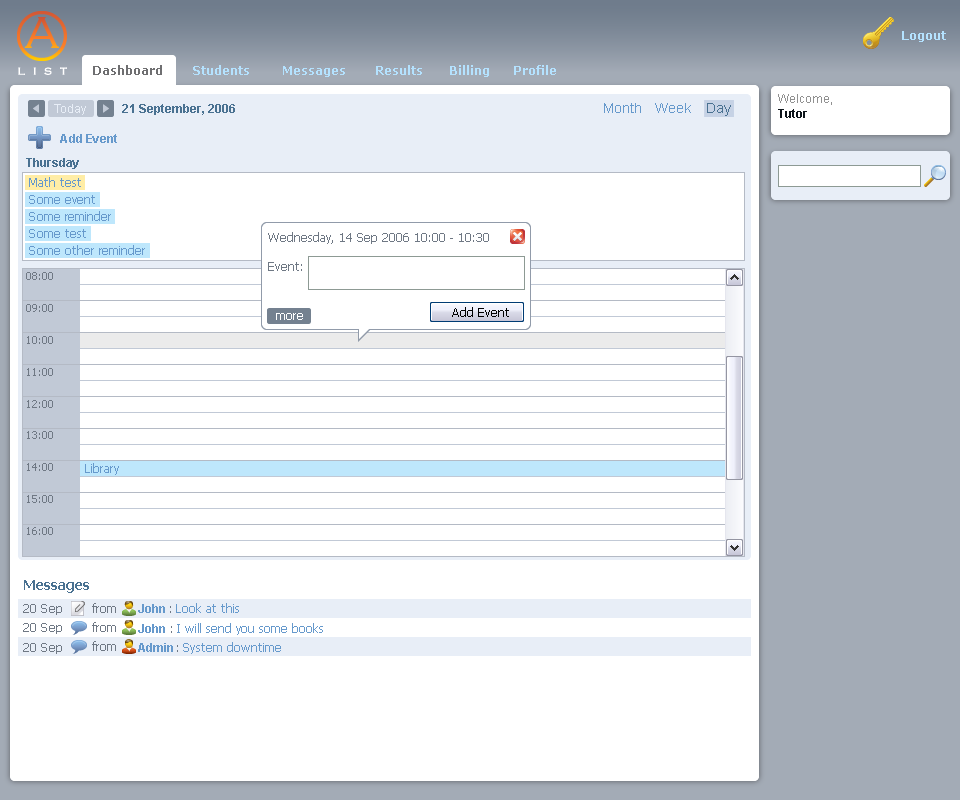 A
LIST
Logout
Dashboard Students Messages Results Billing Profile
Today 21 September, 2006 Month Week Day
Welcome,
Tutor
Add Event
Thursday
Math test
Some event
Some reminder
Some test
Some other reminder
Wednesday, 14 Sep 2006 10:00 - 10:30
Event:
more Add Event
08:00
09:00
10:00
11:00
12:00
13:00
14:00 Library
15:00
16:00
Messages
20 Sep from John : Look at this
20 Sep from John : I will send you some books
20 Sep from Admin : System downtime